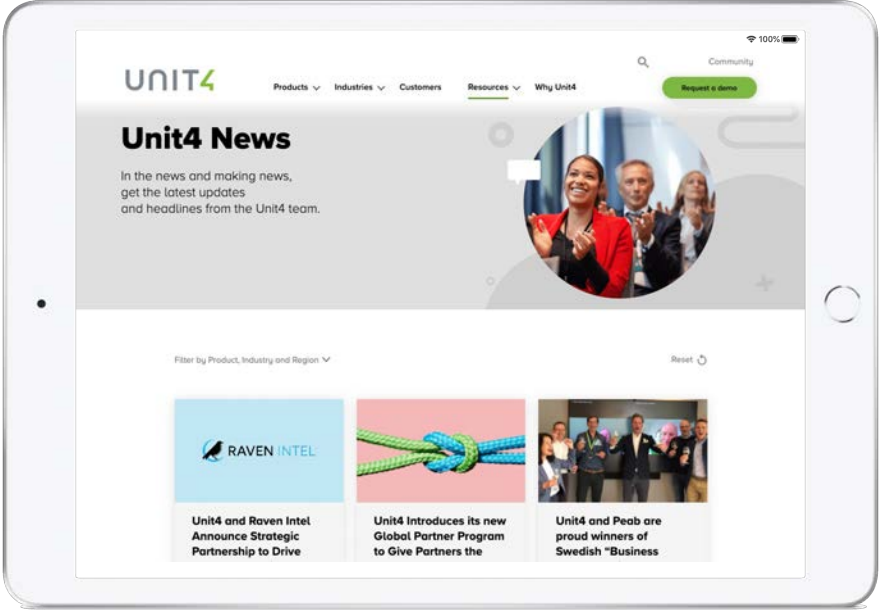 100%
Community
UNIT4
Products
Industries
Customers
Resources
Why Unit4
Request a demo
Unit4 News
In the news and making news,
get the latest updates
and headlines from the Unit4 team.
Filter by Product, Industry and Region
Reset
RAVEN INTEL
Unit4 and Raven Intel
Announce Strategic
Partnership to Drive
Unit4 Introduces its new
Global Partner Program
to Give Partners the
Unit4 and Peab are
proud winners of
Swedish “Business